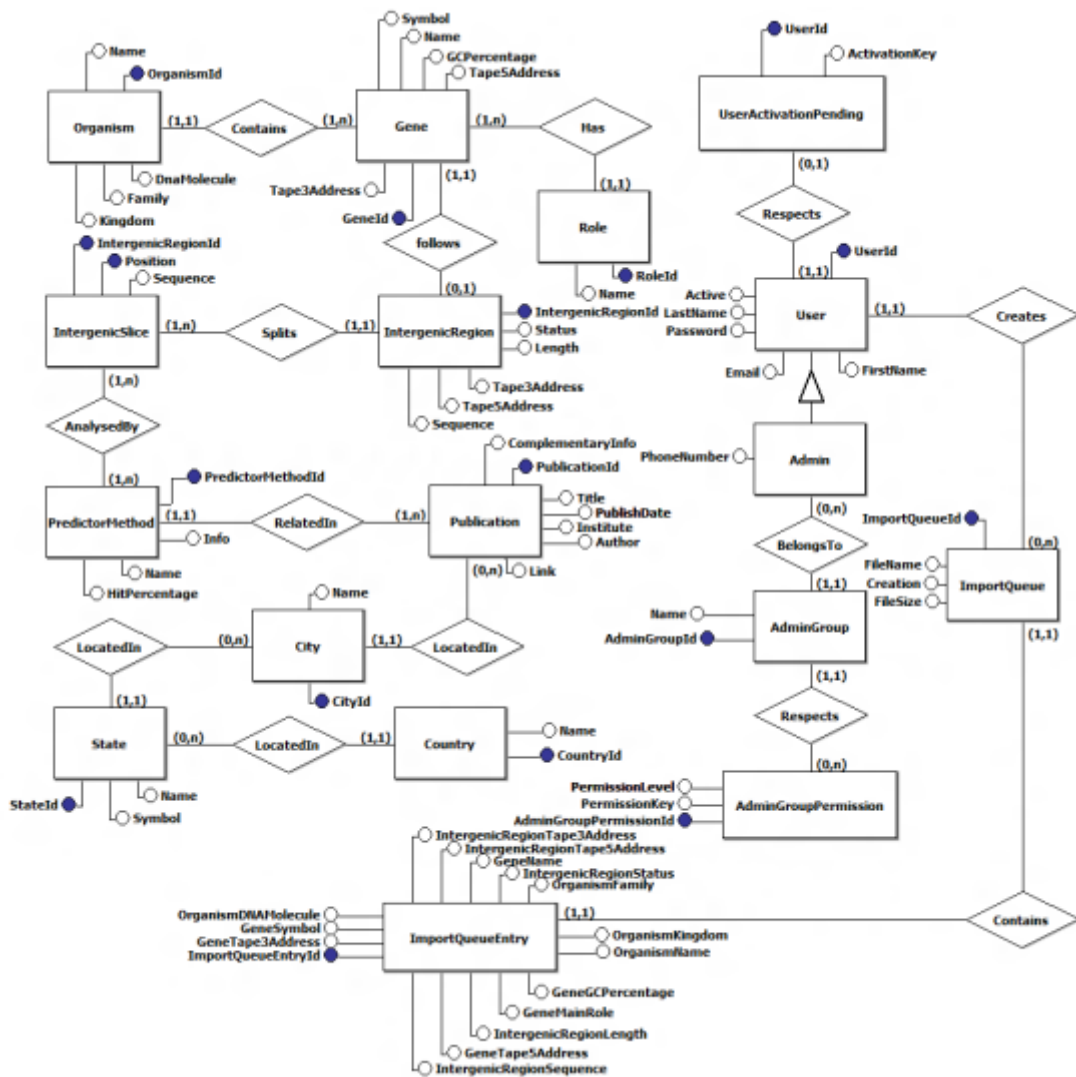 Symbol
Name
GCPercentage
Tape5Address
Name
OrganismId
Organism
(1,1)
Contains
(1,n)
Gene
(1,n)
Has
DnaMolecule
Family
Kingdom
Tape3Address
GeneId
(1,1)
follows
(0,1)
(1,1)
Role
RoleId
Name
UserId
ActivationKey
UserActivationPending
(0,1)
Respects
(1,1)
UserId
Active
LastName
Password
User
(1,1)
Creates
Email
FirstName
IntergenicRegionId
Position
Sequence
IntergenicSlice
(1,n)
Splits
(1,1)
IntergenicRegion
IntergenicRegionId
Status
Length
Tape3Address
Tape5Address
Sequence
(1,n)
AnalysedBy
(1,n)
PredictorMethodId
PredictorMethod
(1,1)
RelatedIn
(1,n)
Info
Name
HitPercentage
ComplementaryInfo
PublicationId
Publication
Title
PublishDate
Institute
Author
Link
(0,n)
PhoneNumber
Admin
(0,n)
BelongsTo
(1,1)
ImportQueueId
(0,n)
FileName
Creation
FileSize
ImportQueue
(1,1)
Name
AdminGroupId
AdminGroup
(1,1)
Respects
(0,n)
Name
LocatedIn
(0,n)
City
(1,1)
LocatedIn
CityId
(1,1)
State
(0,n)
LocatedIn
(1,1)
Country
Name
CountryId
StateId
Name
Symbol
PermissionLevel
PermissionKey
AdminGroupPermissionId
AdminGroupPermission
IntergenicRegionTape3Address
IntergenicRegionTape5Address
GeneName
IntergenicRegionStatus
OrganismFamily
OrganismDNAMolecule
GeneSymbol
GeneTape3Address
ImportQueueEntryId
ImportQueueEntry
(1,1)
Contains
OrganismKingdom
OrganismName
GeneGCPercentage
GeneMainRole
IntergenicRegionLength
GeneTape5Address
IntergenicRegionSequence